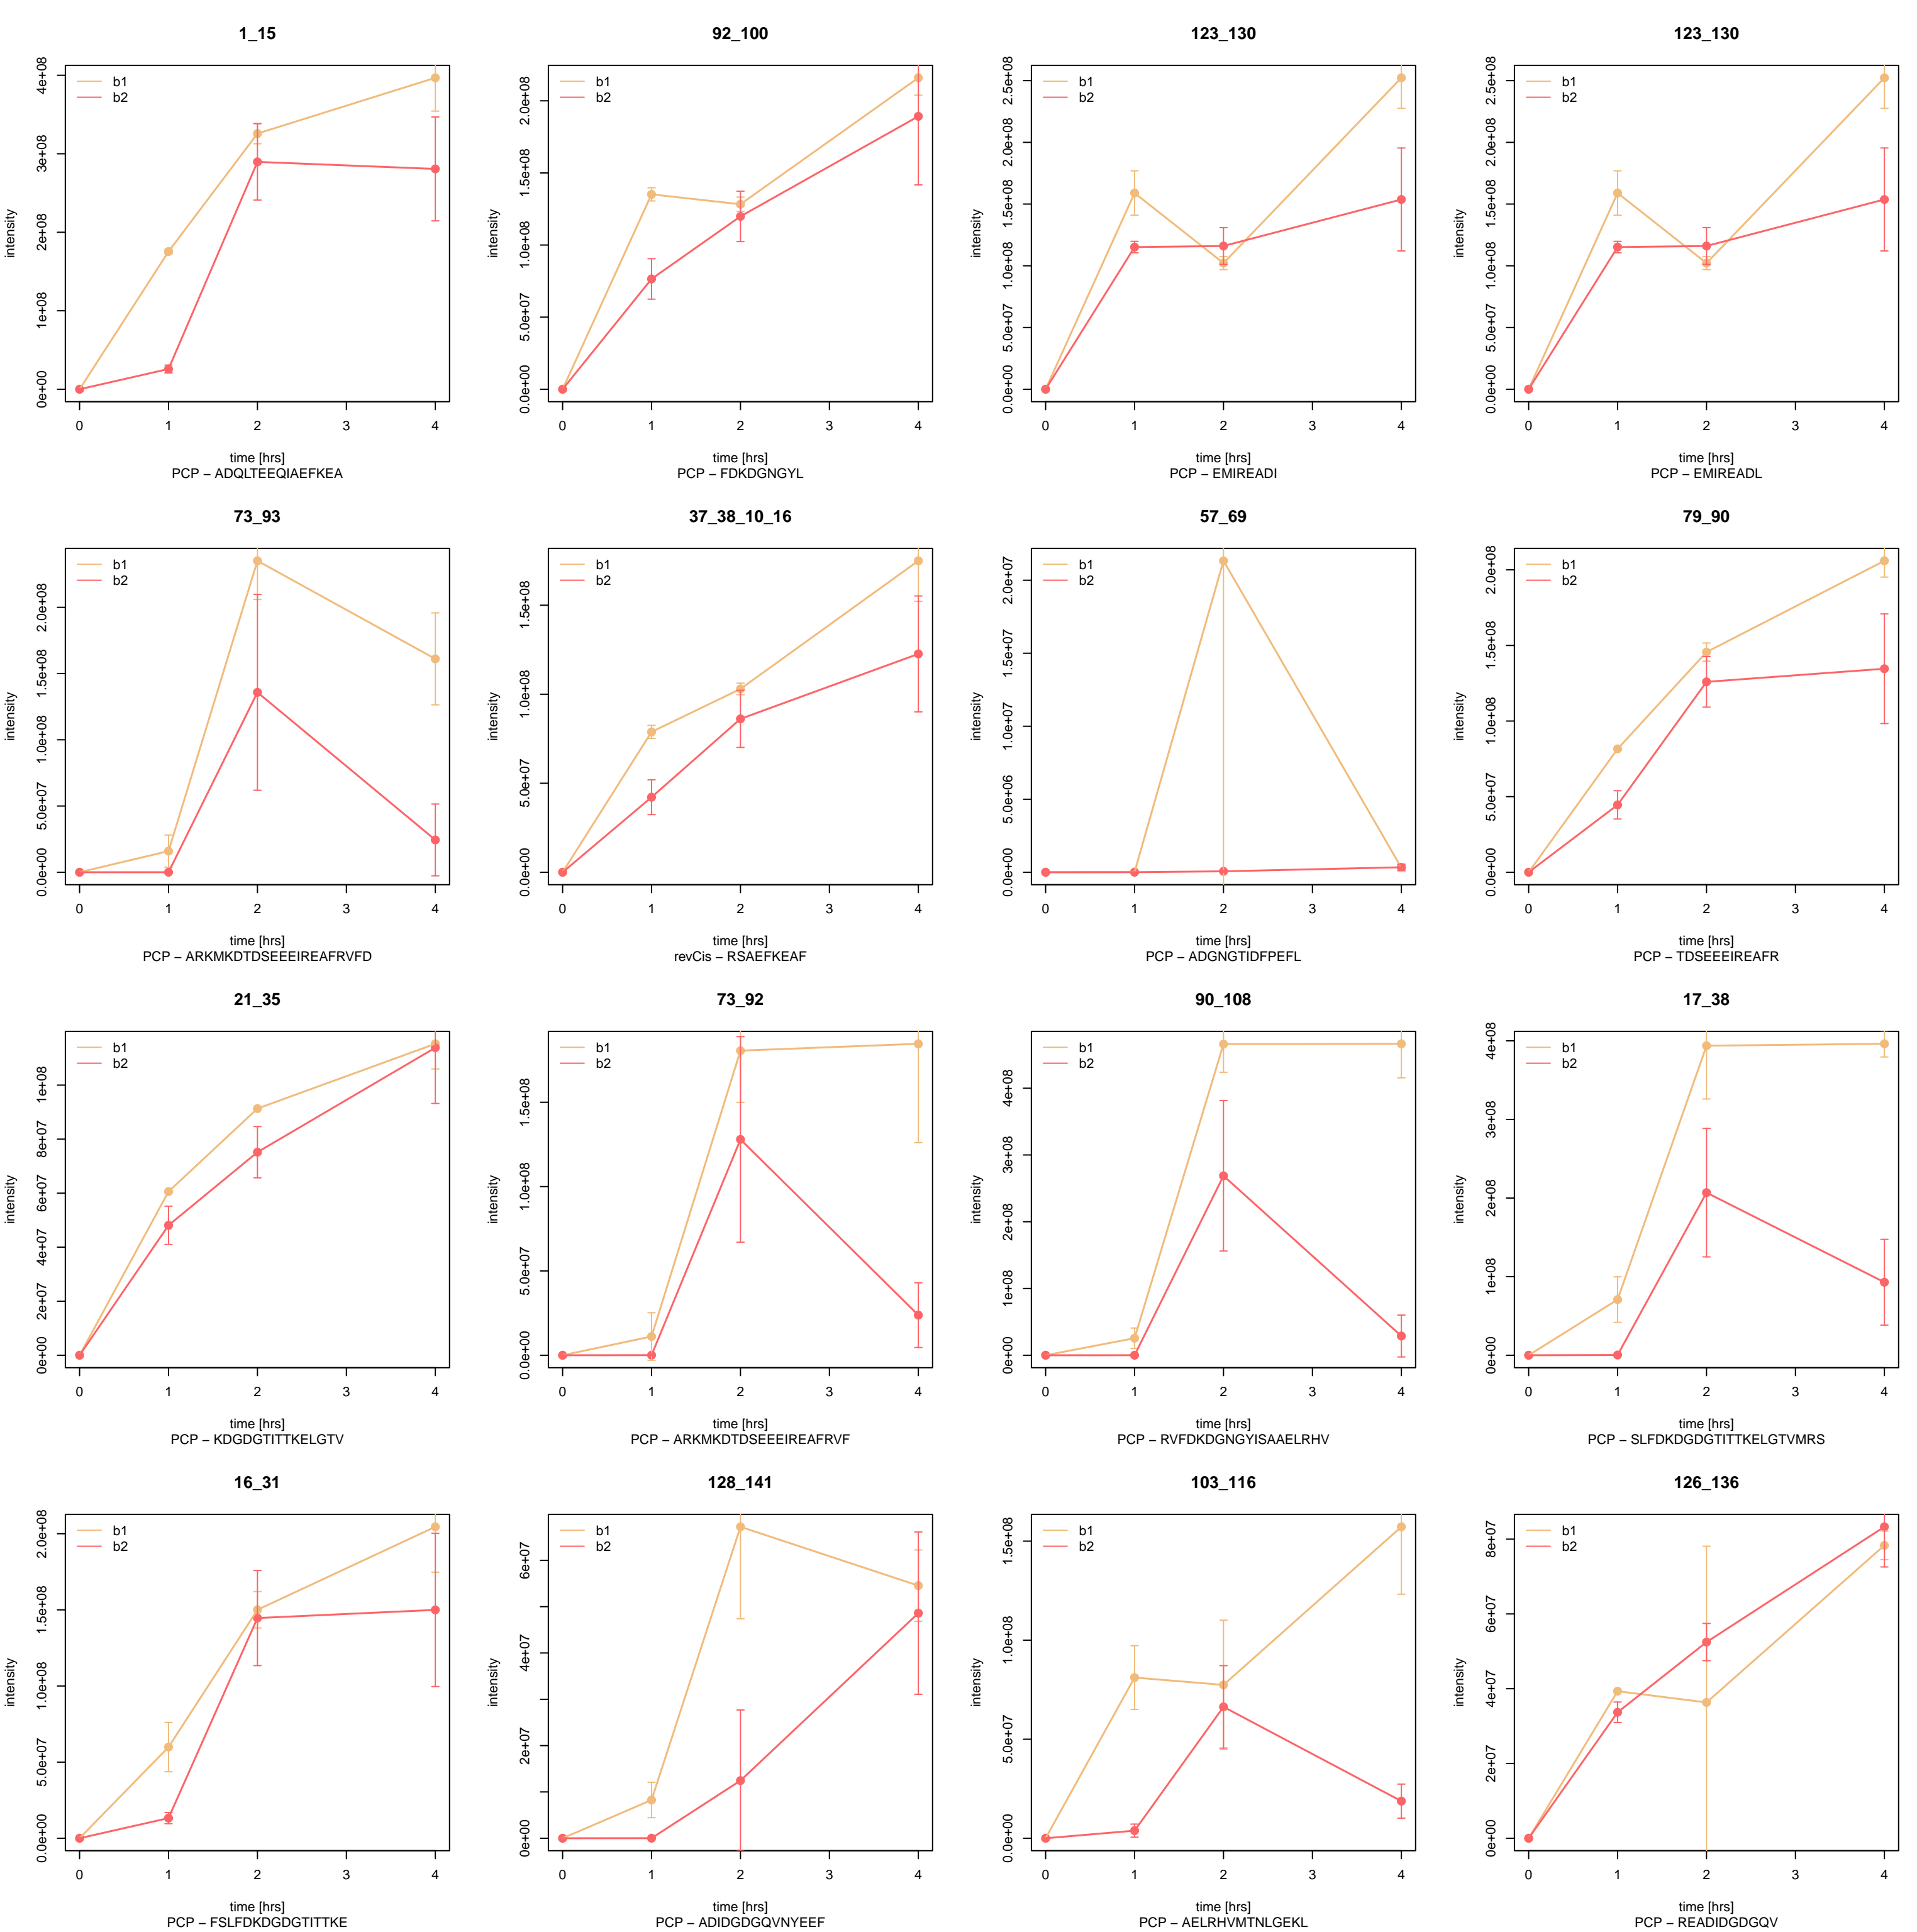 1_15
4e+08
3e+08
2e+08
1e+08
0e+00
intensity
b1
b2
0 1 2 3 4
time [hrs]
PCP − ADQLTEEQIAEFKEA
92_100
2.0e+08
1.5e+08
1.0e+08
5.0e+07
0.0e+00
intensity
b1
b2
0 1 2 3 4
time [hrs]
PCP − FDKDGNGYL
123_130
2.5e+08
2.0e+08
1.5e+08
1.0e+08
5.0e+07
0.0e+00
intensity
b1
b2
0 1 2 3 4
time [hrs]
PCP − EMIREADI
123_130
2.5e+08
2.0e+08
1.5e+08
1.0e+08
5.0e+07
0.0e+00
intensity
b1
b2
0 1 2 3 4
time [hrs]
PCP − EMIREADL
73_93
2.0e+08
1.5e+08
1.0e+08
5.0e+07
0.0e+00
intensity
b1
b2
0 1 2 3 4
time [hrs]
PCP − ARKMKDTDSEEEIREAFRVFD
37_38_10_16
1.5e+08
1.0e+08
5.0e+07
0.0e+00
intensity
b1
b2
0 1 2 3 4
time [hrs]
revCis − RSAEFKEAF
57_69
2.0e+07
1.5e+07
1.0e+07
5.0e+06
0.0e+00
intensity
b1
b2
0 1 2 3 4
time [hrs]
PCP − ADGNGTIDFPEFL
79_90
2.0e+08
1.5e+08
1.0e+08
5.0e+07
0.0e+00
intensity
b1
b2
0 1 2 3 4
time [hrs]
PCP − TDSEEEIREAFR
21_35
1e+08
8e+07
6e+07
4e+07
2e+07
0e+00
intensity
b1
b2
0 1 2 3 4
time [hrs]
PCP − KDGDGTITTKELGTV
73_92
1.5e+08
1.0e+08
5.0e+07
0.0e+00
intensity
b1
b2
0 1 2 3 4
time [hrs]
PCP − ARKMKDTDSEEEIREAFRVF
90_108
4e+08
3e+08
2e+08
1e+08
0e+00
intensity
b1
b2
0 1 2 3 4
time [hrs]
PCP − RVFDKDGNGYISAAELRHV
17_38
4e+08
3e+08
2e+08
1e+08
0e+00
intensity
b1
b2
0 1 2 3 4
time [hrs]
PCP − SLFDKDGDGTITTKELGTVMRS
16_31
2.0e+08
1.5e+08
1.0e+08
5.0e+07
0.0e+00
intensity
b1
b2
0 1 2 3 4
time [hrs]
PCP − FSLFDKDGDGTITTKE
128_141
6e+07
4e+07
2e+07
0e+00
intensity
b1
b2
0 1 2 3 4
time [hrs]
PCP − ADIDGDGQVNYEEF
103_116
1.5e+08
1.0e+08
5.0e+07
0.0e+00
intensity
b1
b2
0 1 2 3 4
time [hrs]
PCP − AELRHVMTNLGEKL
126_136
8e+07
6e+07
4e+07
2e+07
0e+00
intensity
b1
b2
0 1 2 3 4
time [hrs]
PCP − READIDGDGQV